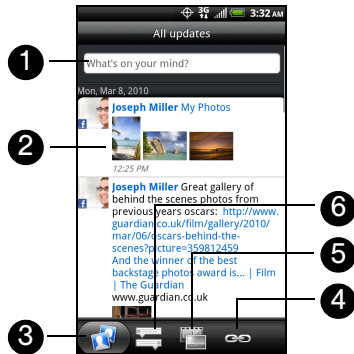 3G 3:32 AM
All updates
1
What's on your mind?
Mon, Mar 8, 2010
Joseph Miller My Photos
2
12:25 PM
Joseph Miller Great gallery of
behind the scenes photos from
previous years oscars: http://www.
guardian.co.uk/film/gallery/2010/
mar/06/oscars-behind-the-
scenes?picture=359812459
And the winner of the best
backstage photos award is... | Film
| The Guardian
www.guardian.co.uk
6
5
4
3